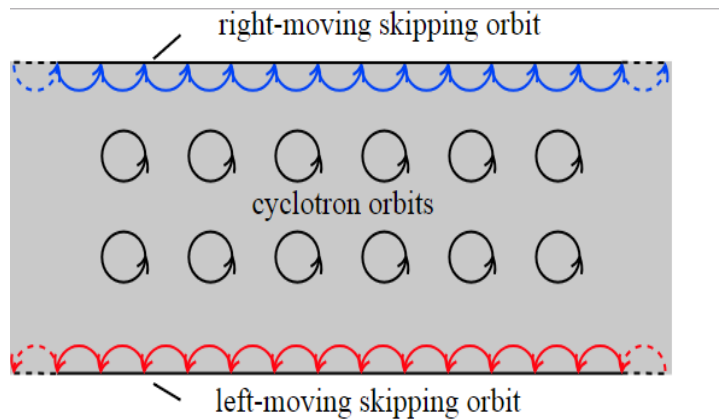 right-moving skipping orbit
cyclotron orbits
left-moving skipping orbit